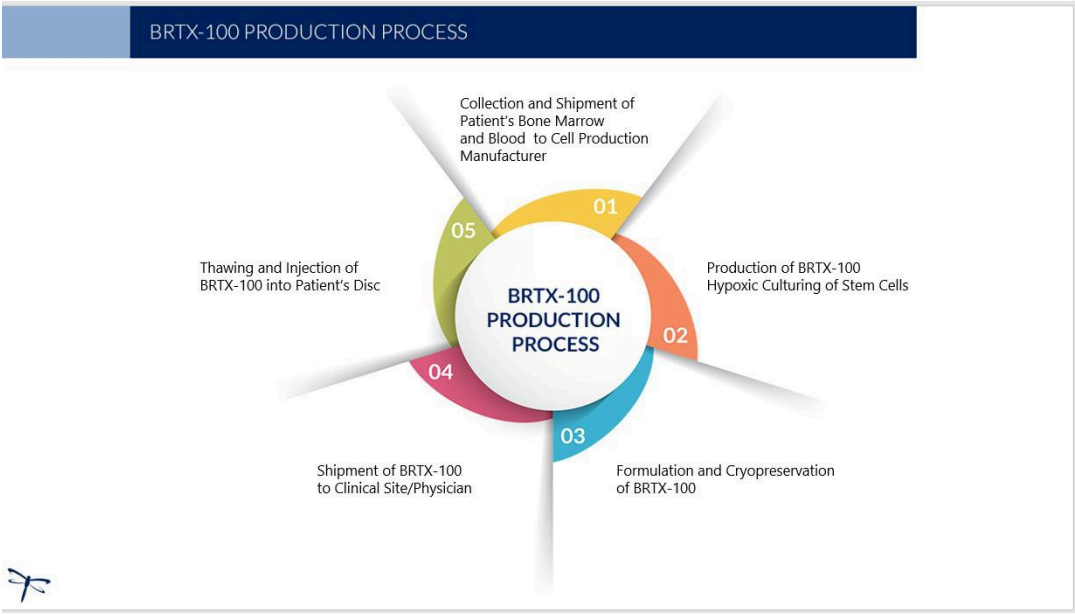 BRTX-100 PRODUCTION PROCESS
Collection and Shipment of
Patient's Bone Marrow
and Blood to Cell Production
Manufacturer
01
Production of BRTX-100
Hypoxic Culturing of Stem Cells
02
Formulation and Cryopreservation
of BRTX-100
03
Shipment of BRTX-100
to Clinical Site/Physician
04
Thawing and Injection of
BRTX-100 into Patient's Disc
05
BRTX-100
PRODUCTION
PROCESS